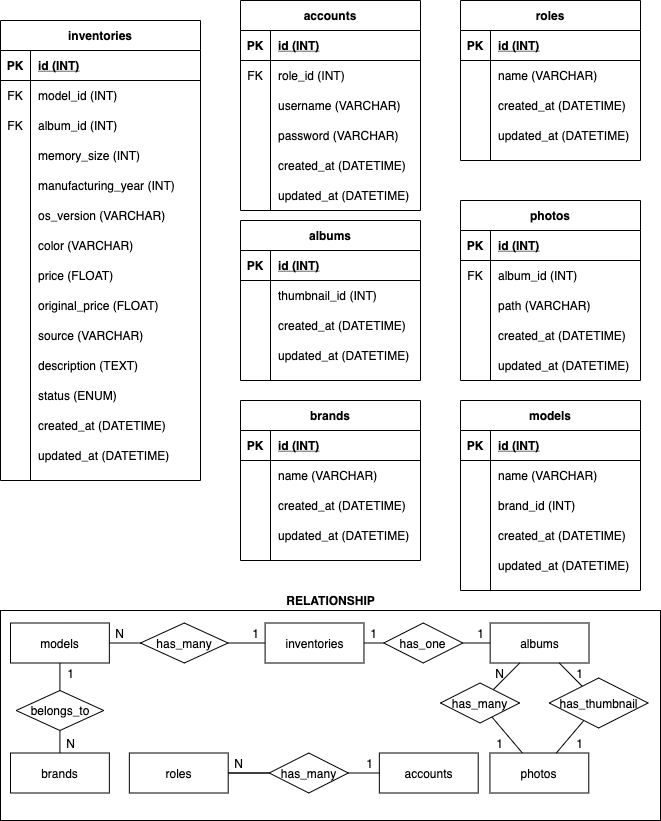 inventories
PK id (INT)
FK model_id (INT)
FK album_id (INT)
memory_size (INT)
manufacturing_year (INT)
os_version (VARCHAR)
color (VARCHAR)
price (FLOAT)
original_price (FLOAT)
source (VARCHAR)
description (TEXT)
status (ENUM)
created_at (DATETIME)
updated_at (DATETIME)
accounts
PK id (INT)
FK role_id (INT)
username (VARCHAR)
password (VARCHAR)
created_at (DATETIME)
updated_at (DATETIME)
roles
PK id (INT)
name (VARCHAR)
created_at (DATETIME)
updated_at (DATETIME)
albums
PK id (INT)
thumbnail_id (INT)
created_at (DATETIME)
updated_at (DATETIME)
photos
PK id (INT)
FK album_id (INT)
path (VARCHAR)
created_at (DATETIME)
updated_at (DATETIME)
brands
PK id (INT)
name (VARCHAR)
created_at (DATETIME)
updated_at (DATETIME)
models
PK id (INT)
name (VARCHAR)
brand_id (INT)
created_at (DATETIME)
updated_at (DATETIME)
RELATIONSHIP
models N has_many 1 inventories 1 has_one 1 albums
1 N 1
belongs_to has_many has_thumbnail
N 1 1
brands roles N has_many 1 accounts photos